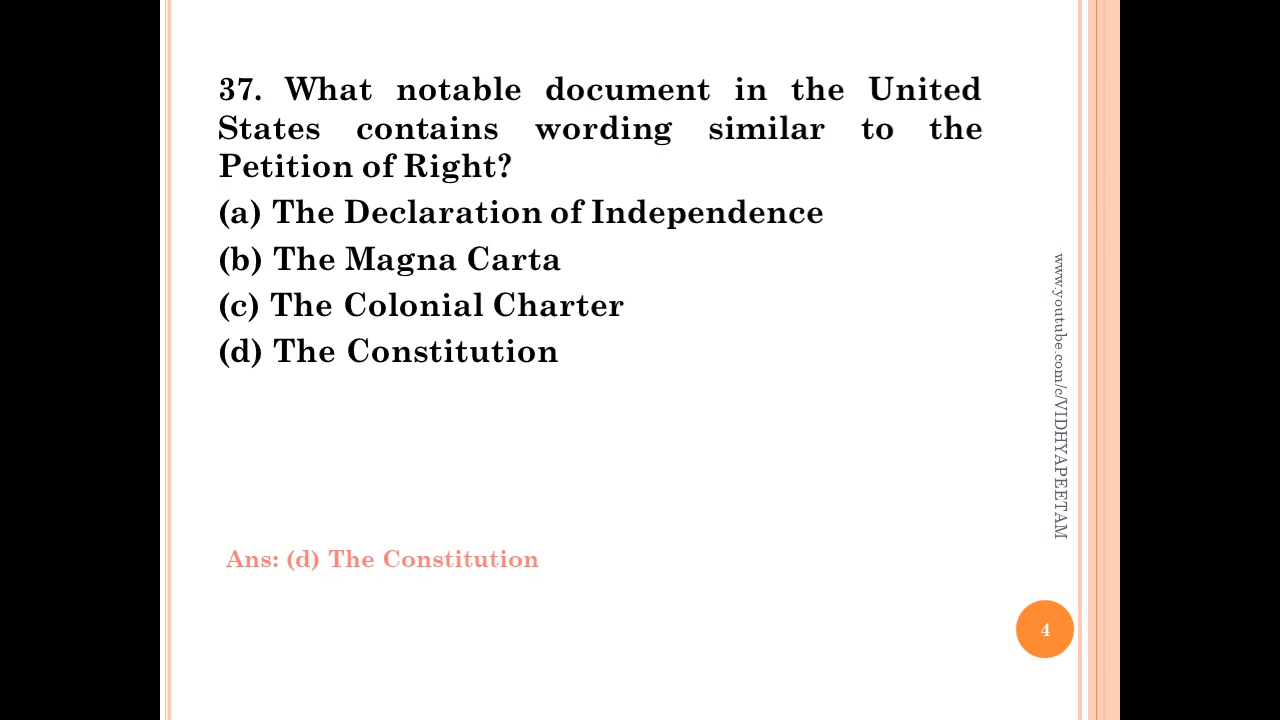 37. What notable document in the United
States contains wording similar to the
Petition of Right?
(a) The Declaration of Independence
(b) The Magna Carta
(c) The Colonial Charter
(d) The Constitution
Ans: (d) The Constitution
www.youtube.com/c/VIDHYAPEETAM
4